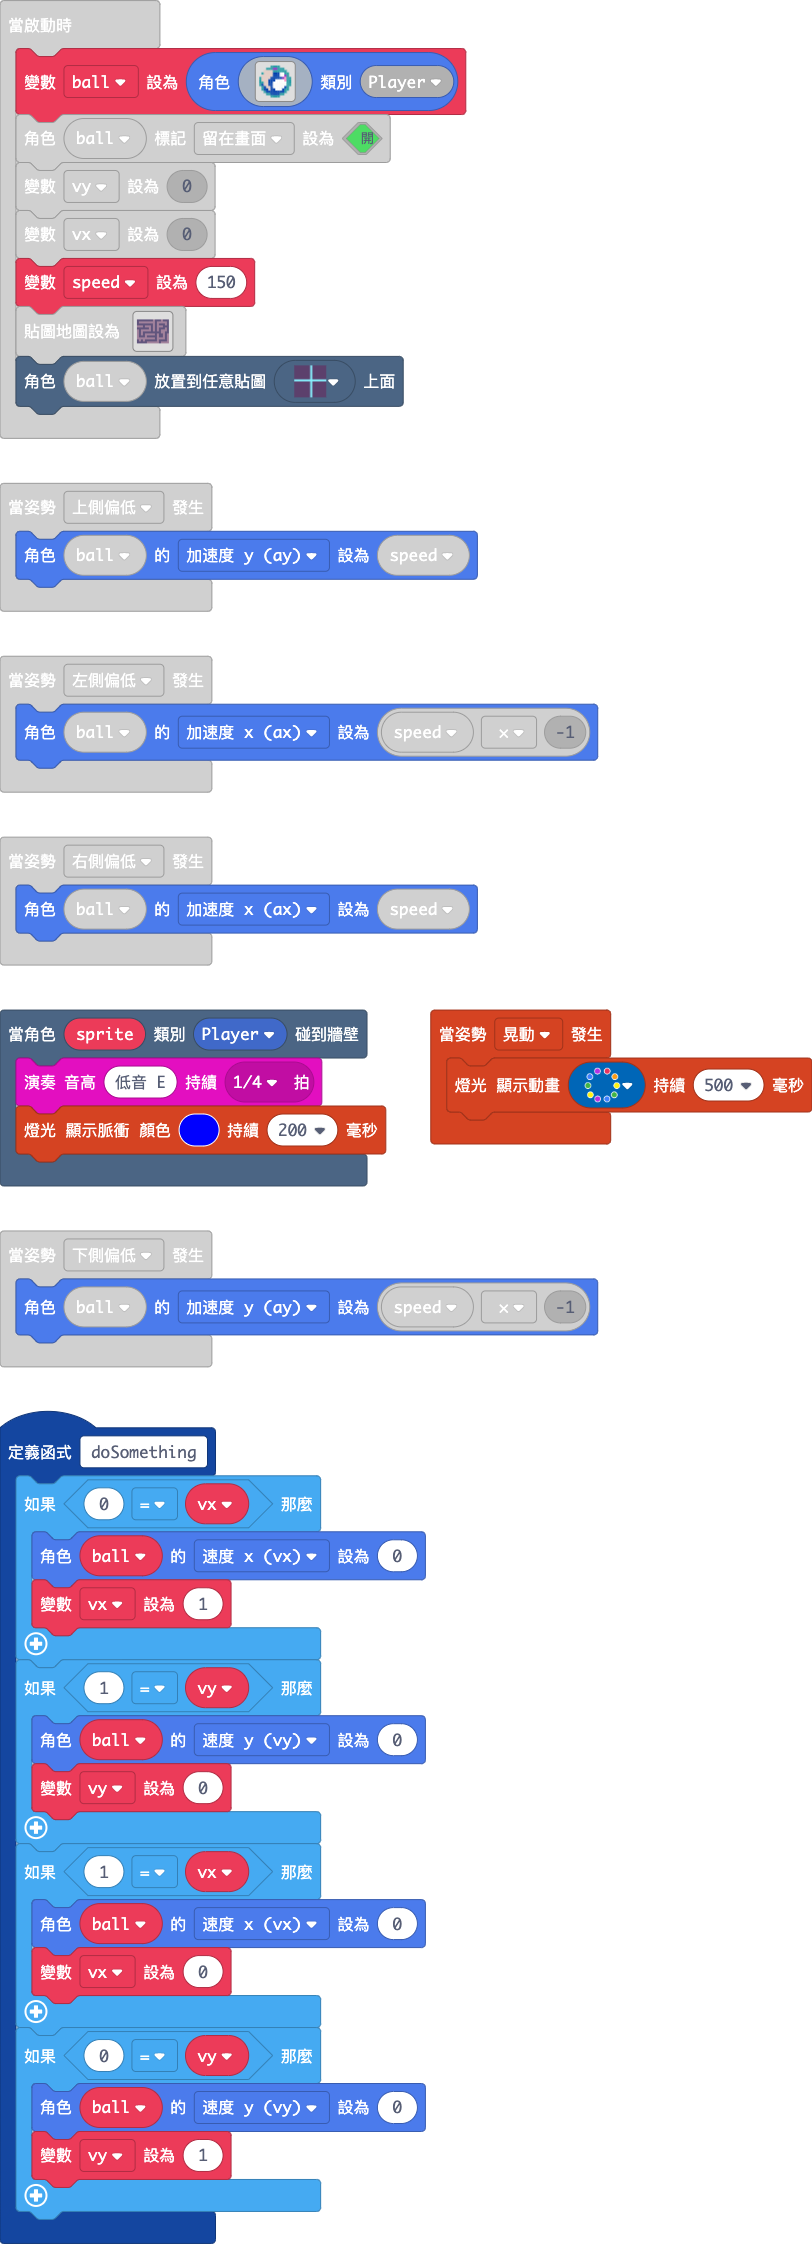 當啟動時
變數 ball 設為 角色 類別 Player
角色 ball 標記 留在畫面 設為 開
變數 vy 設為 0
變數 vx 設為 0
變數 speed 設為 150
貼圖地圖設為
角色 ball 放置到任意貼圖 上面
當姿勢 上側偏低 發生
角色 ball 的 加速度 y (ay) 設為 speed
當姿勢 左側偏低 發生
角色 ball 的 加速度 x (ax) 設為 speed x -1
當姿勢 右側偏低 發生
角色 ball 的 加速度 x (ax) 設為 speed
當角色 sprite 類別 Player 碰到牆壁
演奏 音高 低音 E 持續 1/4 拍
燈光 顯示脈衝 顏色 持續 200 毫秒
當姿勢 晃動 發生
燈光 顯示動畫 持續 500 毫秒
當姿勢 下側偏低 發生
角色 ball 的 加速度 y (ay) 設為 speed x -1
定義函式 doSomething
如果 0 = vx 那麼
角色 ball 的 速度 x (vx) 設為 0
變數 vx 設為 1
如果 1 = vy 那麼
角色 ball 的 速度 y (vy) 設為 0
變數 vy 設為 0
如果 1 = vx 那麼
角色 ball 的 速度 x (vx) 設為 0
變數 vx 設為 0
如果 0 = vy 那麼
角色 ball 的 速度 y (vy) 設為 0
變數 vy 設為 1